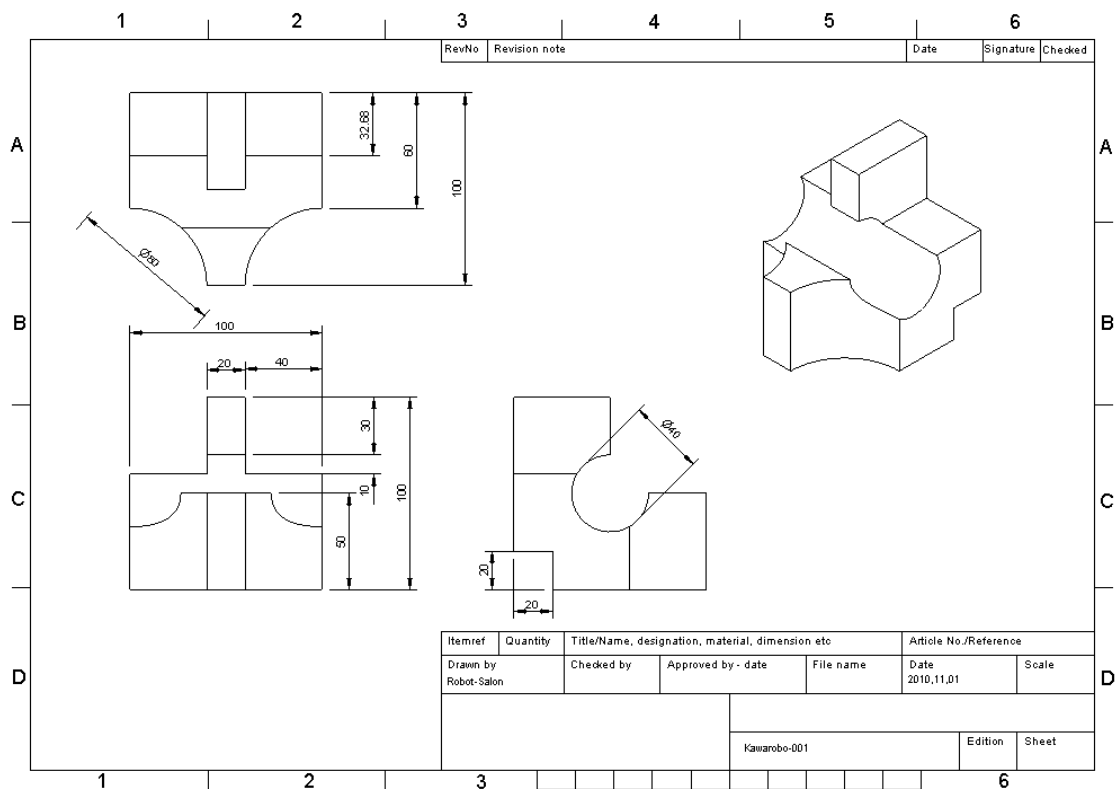 1 2 3 4 5 6
RevNo Revision note Date Signature Checked
A A
32.68
60
100
Ø80
B B
100
20 40
30
10
100
50
Ø40
C C
20
20
Itemref Quantity Title/Name, designation, material, dimension etc Article No./Reference
Drawn by Checked by Approved by - date File name Date Scale
Robot-Salon 2010,11,01
D D
Kawarobo-001 Edition Sheet
1 2 3 4 5 6